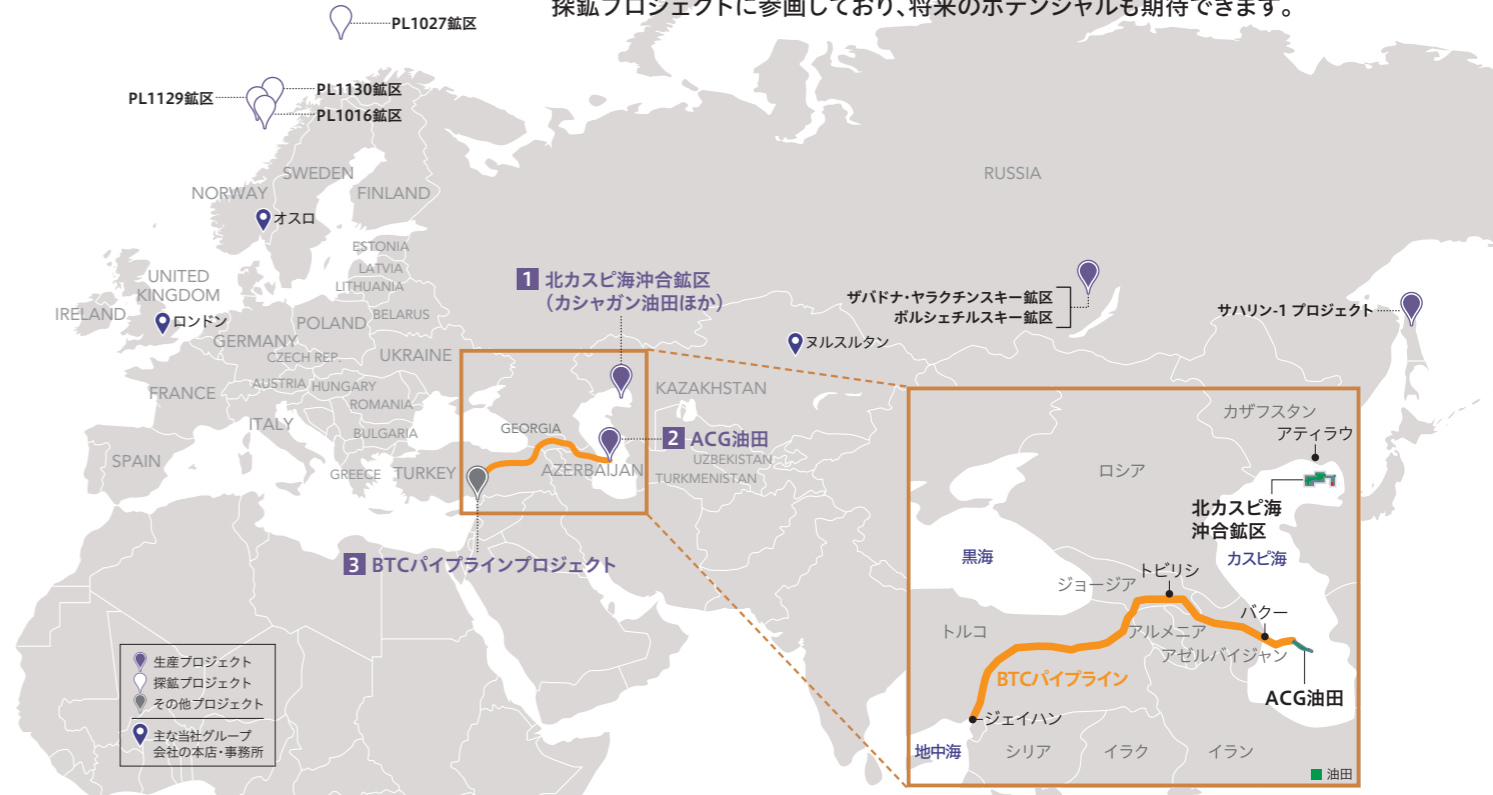 探鉱プロジェクトに参画しており、将来のポテンシャルも期待できます。
PL1027鉱区
PL1129鉱区
PL1130鉱区
PL1016鉱区
SWEDEN
NORWAY
FINLAND
RUSSIA
オスロ
ESTONIA
LATVIA
LITHUANIA
UNITED
KINGDOM
IRELAND
ロンドン
POLAND
BELARUS
GERMANY
CZECH REP.
UKRAINE
FRANCE
AUSTRIA
HUNGARY
ROMANIA
ITALY
BULGARIA
SPAIN
GREECE
TURKEY
GEORGIA
AZERBAIJAN
KAZAKHSTAN
UZBEKISTAN
TURKMENISTAN
1 北カスピ海沖合鉱区
(カシャガン油田ほか)
2 ACG油田
3 BTCパイプラインプロジェクト
ザパドナ・ヤラクチンスキー鉱区
ボルシェチルスキー鉱区
サハリン-1 プロジェクト
ヌルスルタン
カザフスタン
アティラウ
ロシア
北カスピ海
沖合鉱区
黒海
カスピ海
ジョージア
トビリシ
バクー
トルコ
アルメニア
アゼルバイジャン
BTCパイプライン
ACG油田
ジェイハン
地中海
シリア
イラク
イラン
油田
生産プロジェクト
探鉱プロジェクト
その他プロジェクト
主な当社グループ
会社の本店・事務所